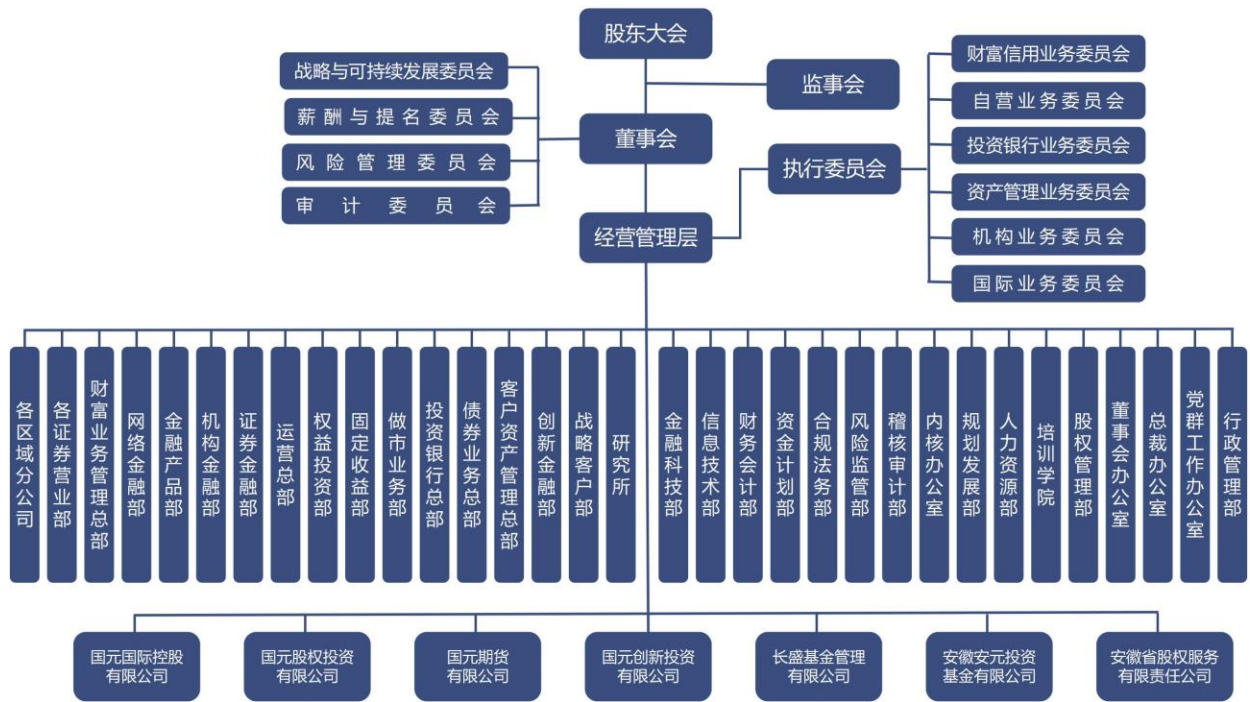 股东大会
战略与可持续发展委员会
薪酬与提名委员会
风险管理委员会
审计委员会
董事会
监事会
经营管理层
执行委员会
财富信用业务委员会
自营业务委员会
投资银行业务委员会
资产管理业务委员会
机构业务委员会
国际业务委员会
各区域分公司
各证券营业部
财富业务管理总部
网络金融部
金融产品部
机构金融部
证券金融部
运营总部
权益投资部
固定收益部
做市业务部
投资银行总部
债券业务总部
客户资产管理总部
创新金融部
战略客户部
研究所
金融科技部
信息技术部
财务会计部
资金计划部
合规法务部
风险监管部
稽核审计部
内核办公室
规划发展部
人力资源部
培训学院
股权管理部
董事会办公室
总裁办公室
党群工作办公室
行政管理部
国元国际控股
有限公司
国元股权投资
有限公司
国元期货
有限公司
国元创新投资
有限公司
长盛基金管理
有限公司
安徽安元投资
基金有限公司
安徽省股权服务
有限责任公司